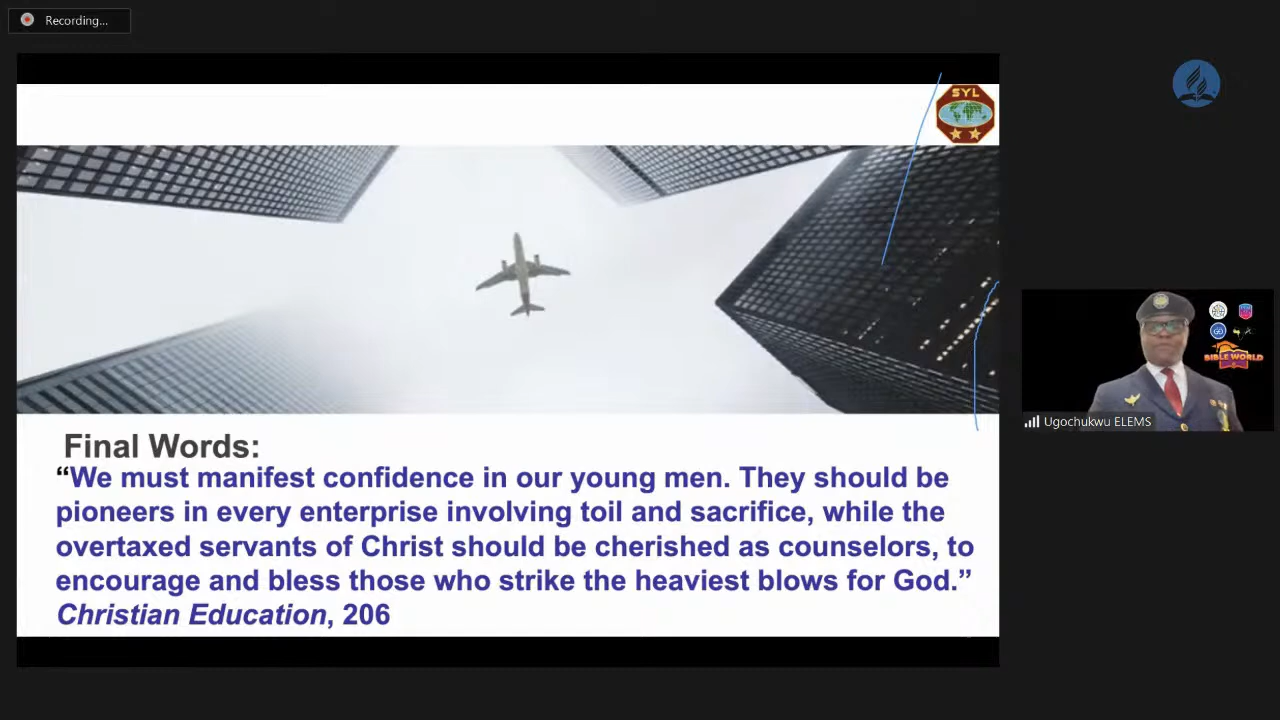 Recording...
SYL
Final Words:
“We must manifest confidence in our young men. They should be
pioneers in every enterprise involving toil and sacrifice, while the
overtaxed servants of Christ should be cherished as counselors, to
encourage and bless those who strike the heaviest blows for God.”
Christian Education, 206
BIBLE WORLD
Ugochukwu ELEMS